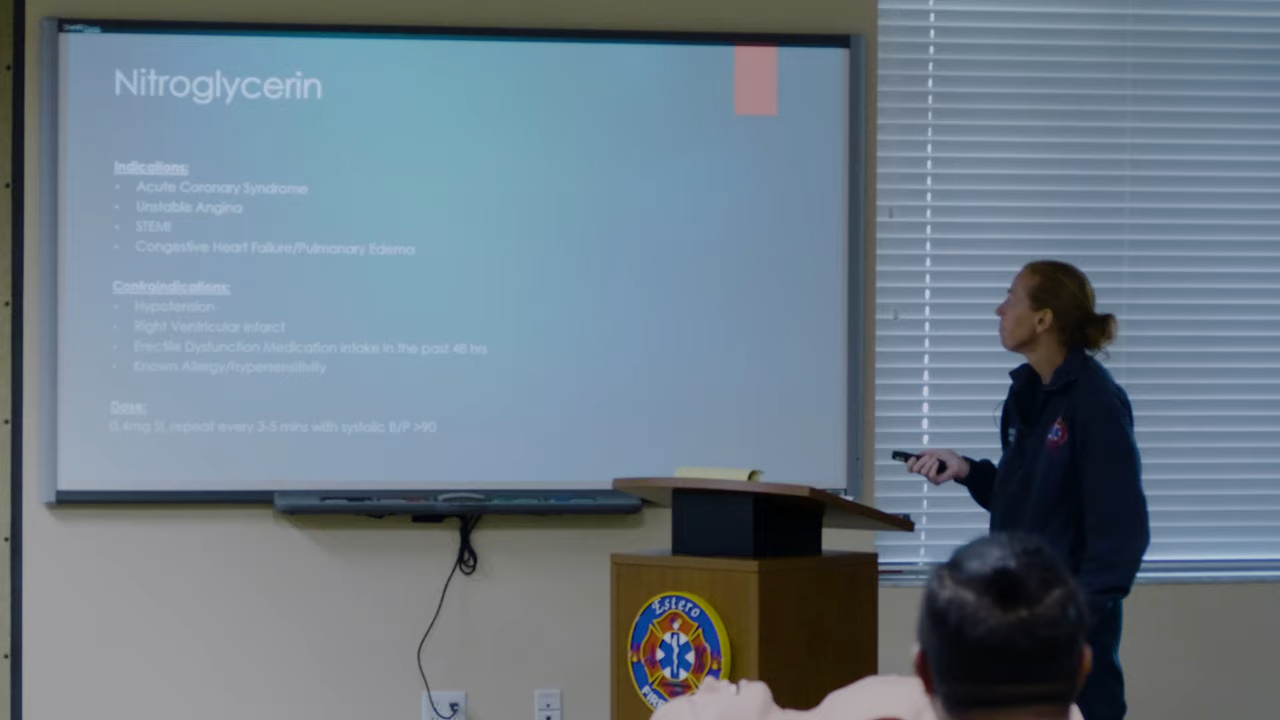 Nitroglycerin
Indications:
• Acute Coronary Syndrome
• Unstable Angina
• STEMI
• Congestive Heart Failure/Pulmonary Edema
Contraindications:
• Hypotension
• Right Ventricular infarct
• Erectile Dysfunction Medication intake in the past 48 hrs
• Known Allergy/hypersensitivity
Dose:
0.4mg SL repeat every 3-5 mins with systolic B/P >90
Estero
FIRE